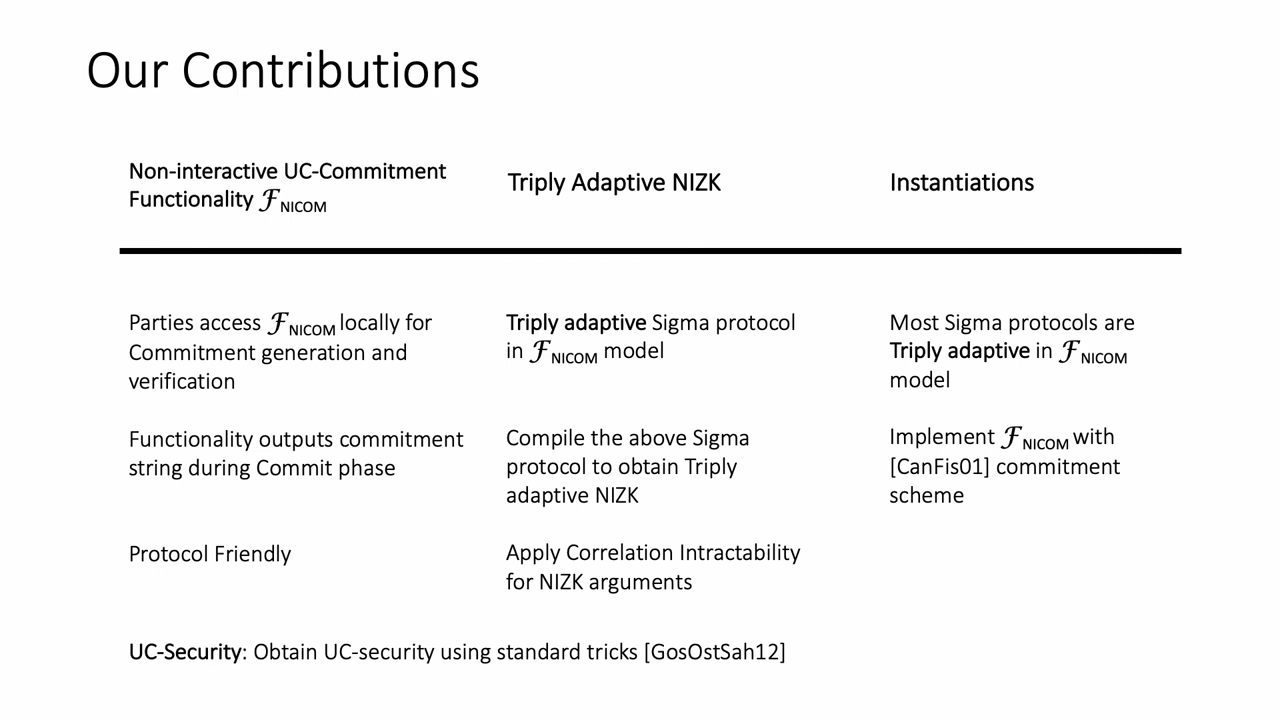 Our Contributions
Non-interactive UC-Commitment
Functionality ℱNICOM
Triply Adaptive NIZK
Instantiations
Parties access ℱNICOM locally for
Commitment generation and
verification
Functionality outputs commitment
string during Commit phase
Protocol Friendly
Triply adaptive Sigma protocol
in ℱNICOM model
Compile the above Sigma
protocol to obtain Triply
adaptive NIZK
Apply Correlation Intractability
for NIZK arguments
Most Sigma protocols are
Triply adaptive in ℱNICOM
model
Implement ℱNICOM with
[CanFis01] commitment
scheme
UC-Security: Obtain UC-security using standard tricks [GosOstSah12]